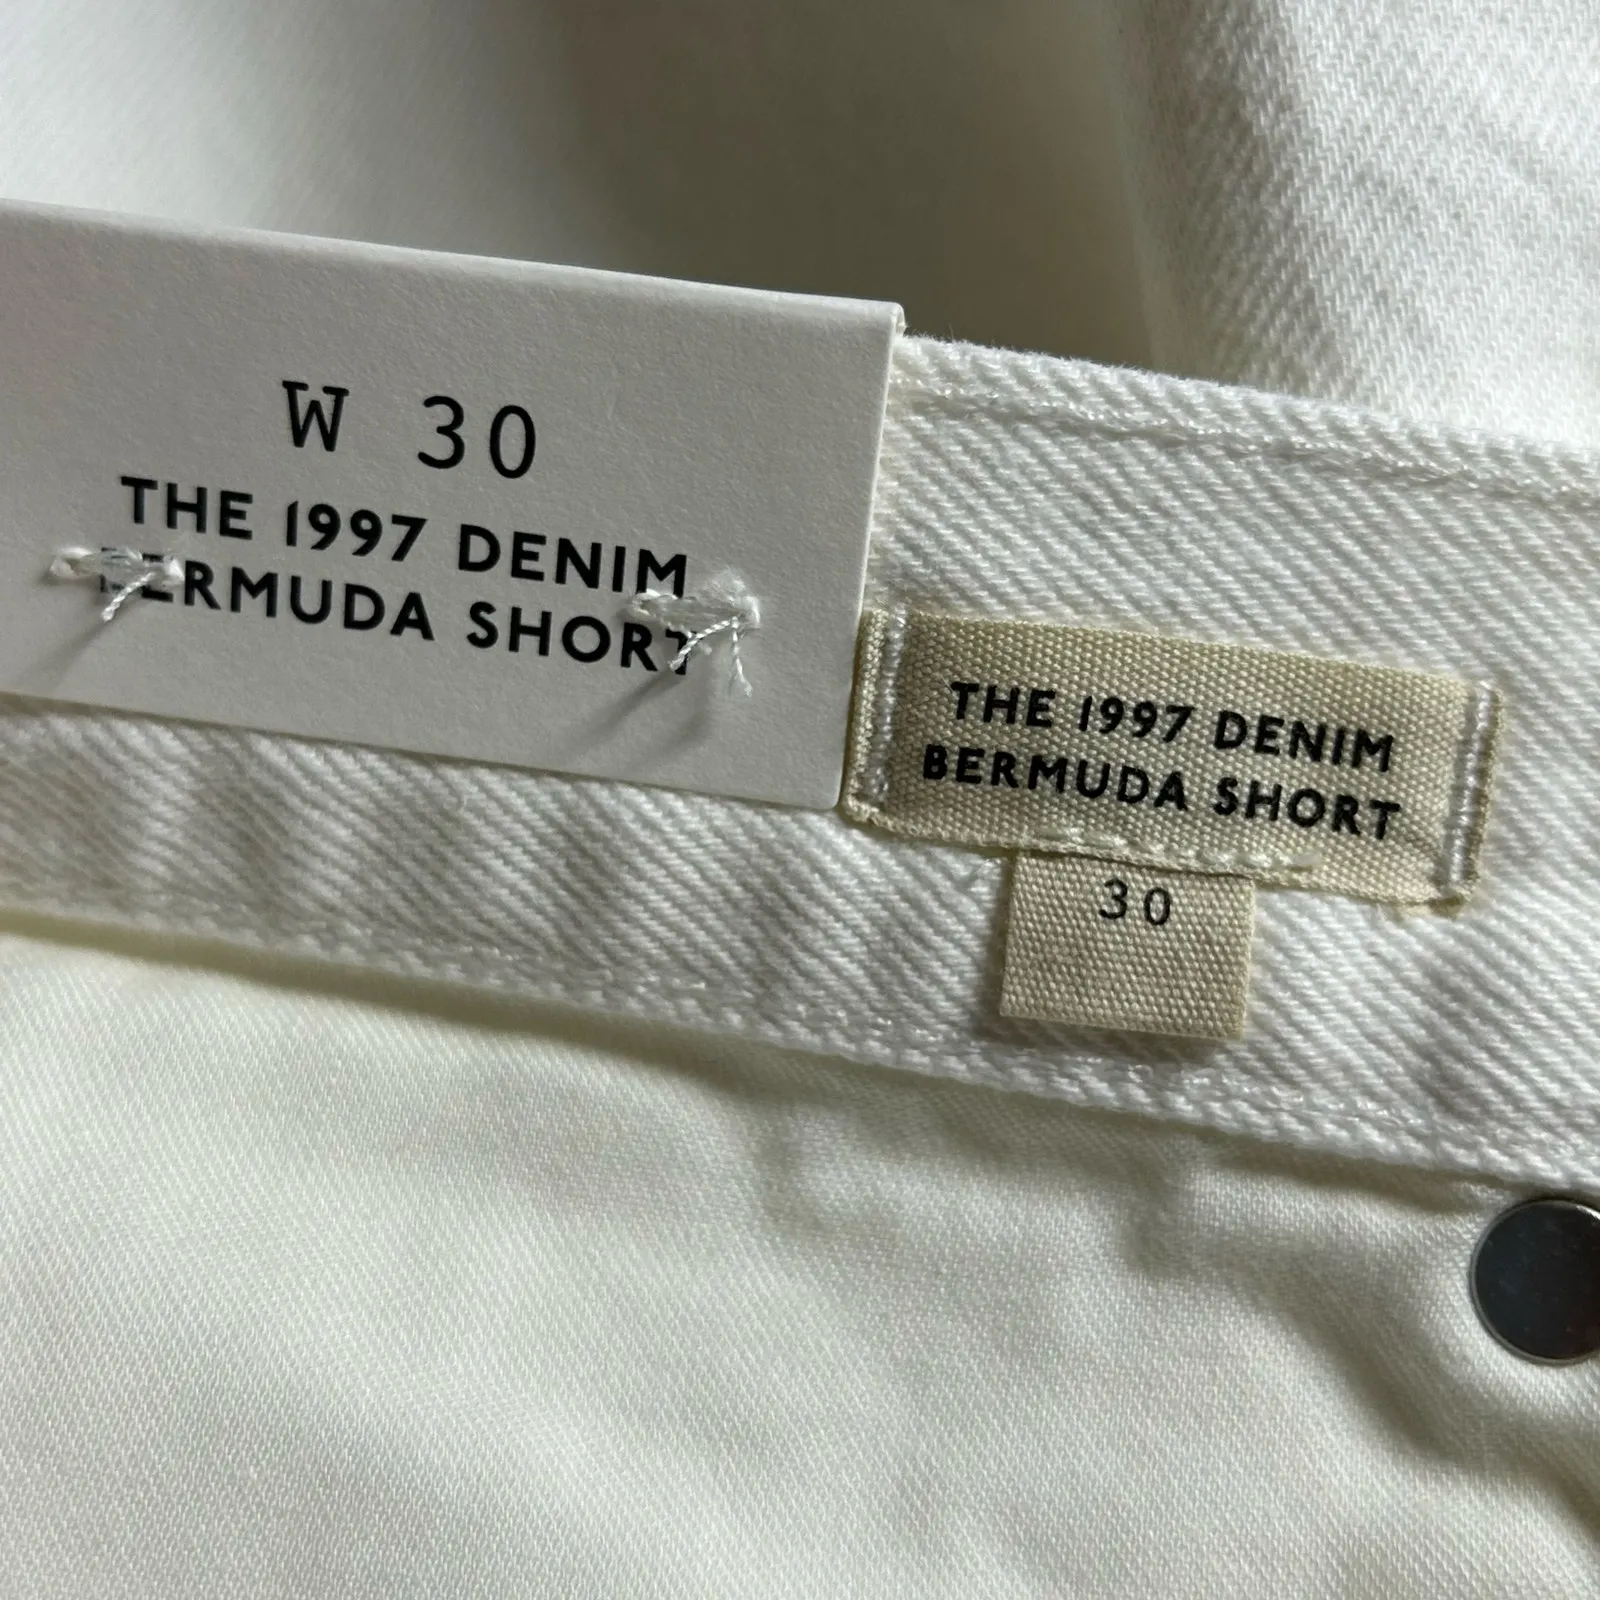 W 30
THE 1997 DENIM
BERMUDA SHORT
THE 1997 DENIM
BERMUDA SHORT
30